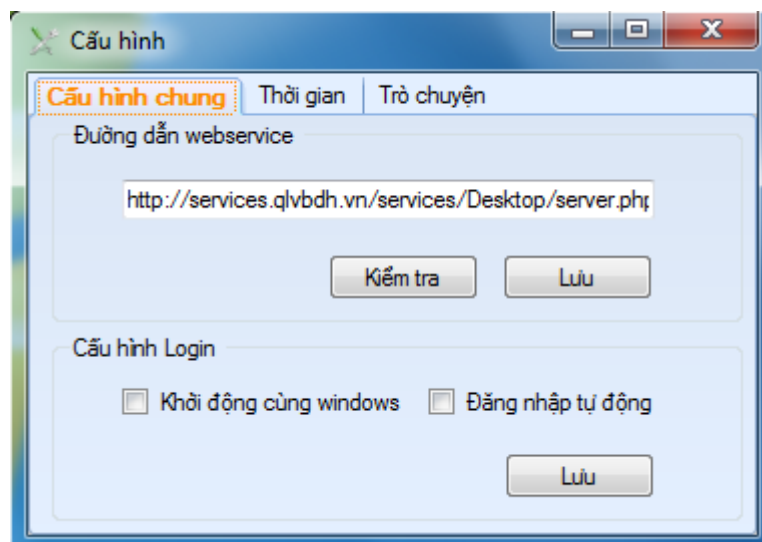 Cấu hình
Cấu hình chung Thời gian Trò chuyện
Đường dẫn webservice
http://services.qlvbdh.vn/services/Desktop/server.php
Kiểm tra Lưu
Cấu hình Login
Khởi động cùng windows Đăng nhập tự động
Lưu